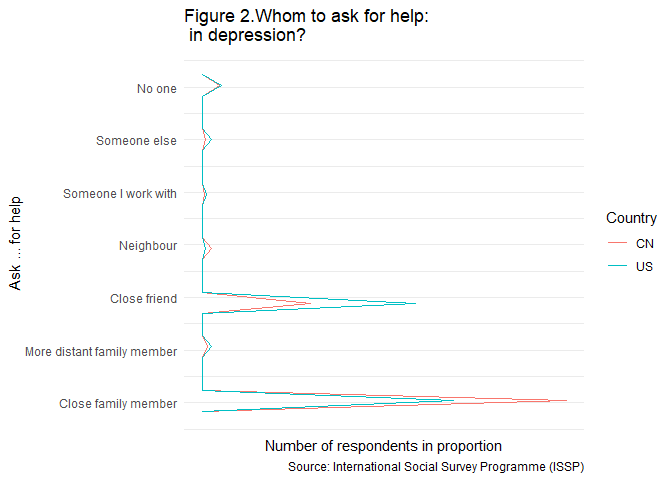 Figure 2.Whom to ask for help:
in depression?
No one
Someone else
Someone I work with
Neighbour
Close friend
More distant family member
Close family member
Ask ... for help
Country
CN
US
Number of respondents in proportion
Source: International Social Survey Programme (ISSP)